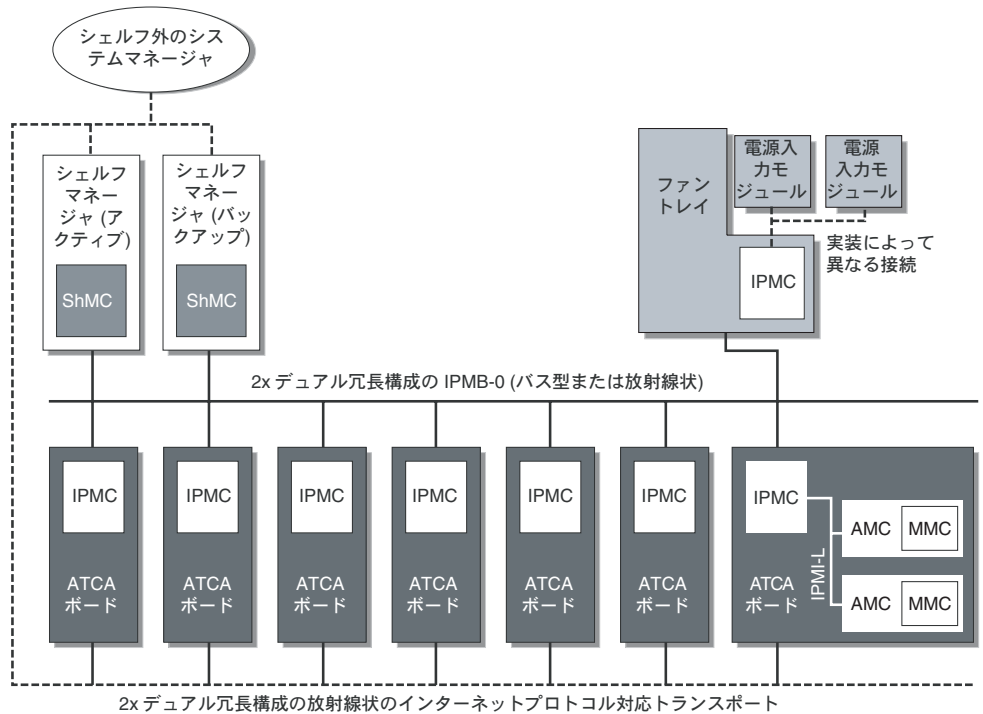 シェルフ外のシス
テムマネージャ
シェルフ
マネー
ジャ (ア
クティブ)
ShMC
シェルフ
マネー
ジャ (バッ
クアップ)
ShMC
ファン
トレイ
電源入
力モ
ジュール
電源
入力モ
ジュール
実装によって
異なる接続
IPMC
2x デュアル冗長構成の IPMB-0 (バス型または放射線状)
IPMC
ATCA
ボード
IPMC
ATCA
ボード
IPMC
ATCA
ボード
IPMC
ATCA
ボード
IPMC
ATCA
ボード
IPMC
ATCA
ボード
IPMC
ATCA
ボード
IPMI-L
AMC
MMC
AMC
MMC
2x デュアル冗長構成の放射線状のインターネットプロトコル対応トランスポート